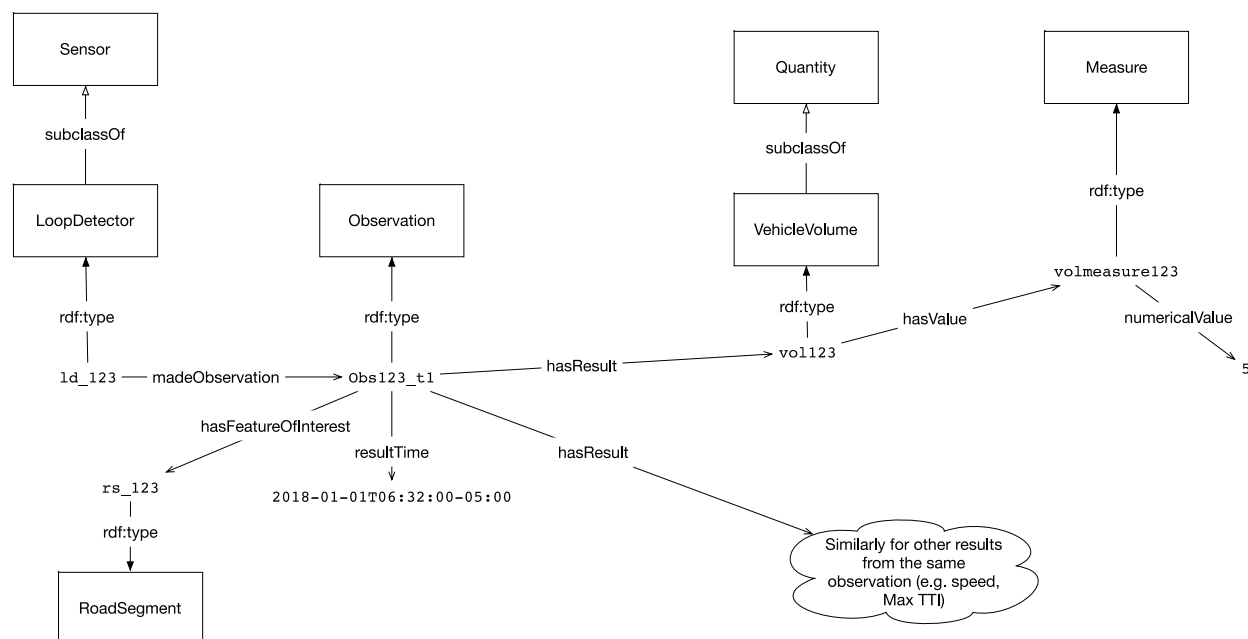 Sensor
Quantity
Measure
subclassOf
subclassOf
rdf:type
LoopDetector
Observation
VehicleVolume
volmeasure123
rdf:type
rdf:type
rdf:type
hasValue
numericalValue
vol123
hasResult
5
ld_123
madeObservation
Obs123_t1
hasFeatureOfInterest
resultTime
hasResult
rs_123
2018-01-01T06:32:00-05:00
rdf:type
Similarly for other results
from the same
observation (e.g. speed,
Max TTI)
RoadSegment